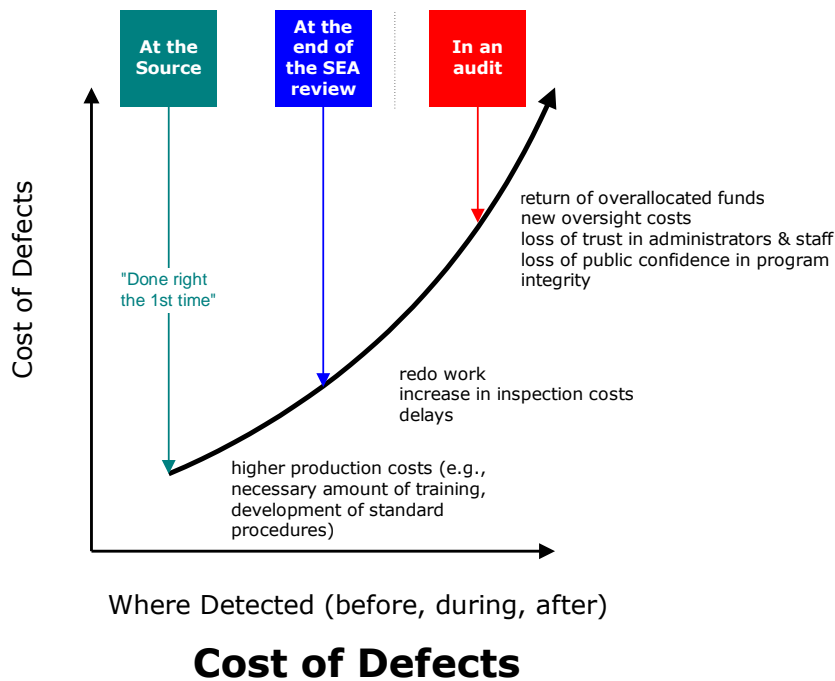 At the
Source
At the
end of
the SEA
review
In an
audit
Cost of Defects
return of overallocated funds
new oversight costs
loss of trust in administrators & staff
loss of public confidence in program
integrity
"Done right
the 1st time"
redo work
increase in inspection costs
delays
higher production costs (e.g.,
necessary amount of training,
development of standard
procedures)
Where Detected (before, during, after)
Cost of Defects